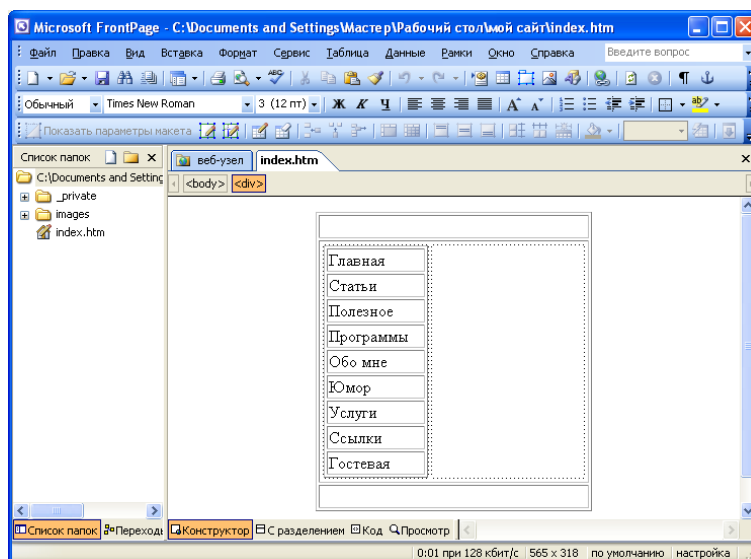 Microsoft FrontPage - C:\Documents and Settings\Мастер\Рабочий стол\мой сайт\index.htm
Файл Правка Вид Вставка Формат Сервис Таблица Данные Рамки Окно Справка Введите вопрос
Обычный Times New Roman 3 (12 пт) Ж К Ч
Показать параметры макета
Список папок веб-узел index.htm
C:\Documents and Setting <body> <div>
_private
images
index.htm
Главная
Статьи
Полезное
Программы
Обо мне
Юмор
Услуги
Ссылки
Гостевая
Список папок Переходы Конструктор С разделением Код Просмотр
0:01 при 128 кбит/с 565 x 318 по умолчанию настройка